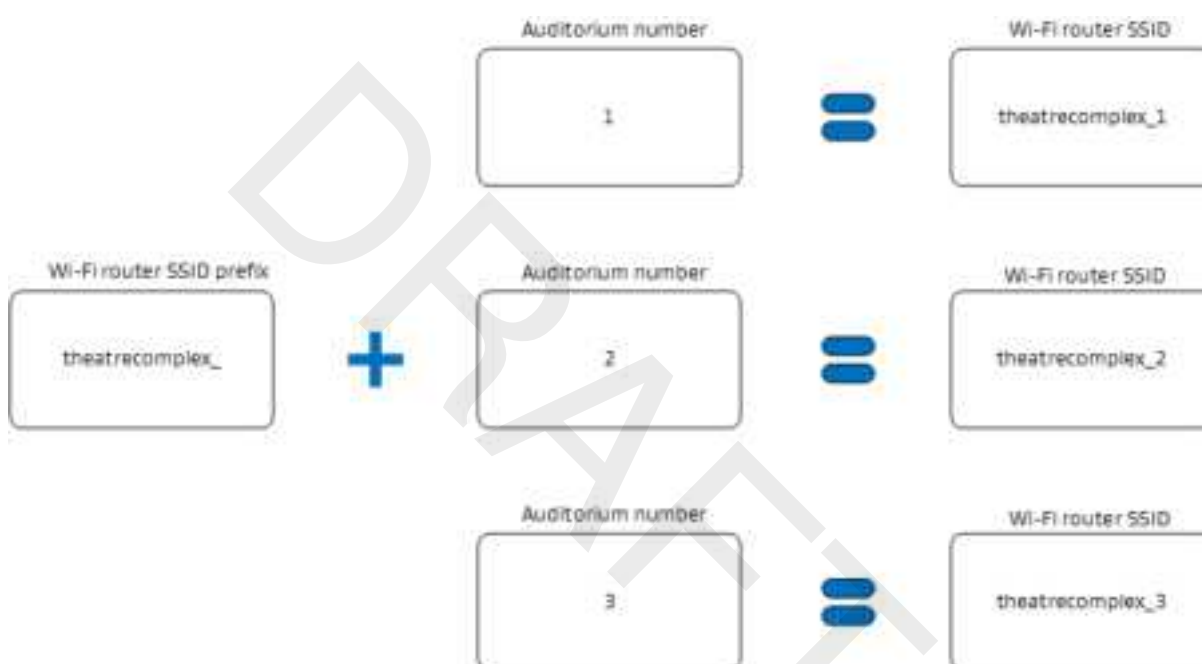 Auditorium number
Wi-Fi router SSID
1
theatrecomplex_1
Wi-Fi router SSID prefix
Auditorium number
Wi-Fi router SSID
theatrecomplex_
2
theatrecomplex_2
Auditorium number
Wi-Fi router SSID
3
theatrecomplex_3
DRAFT